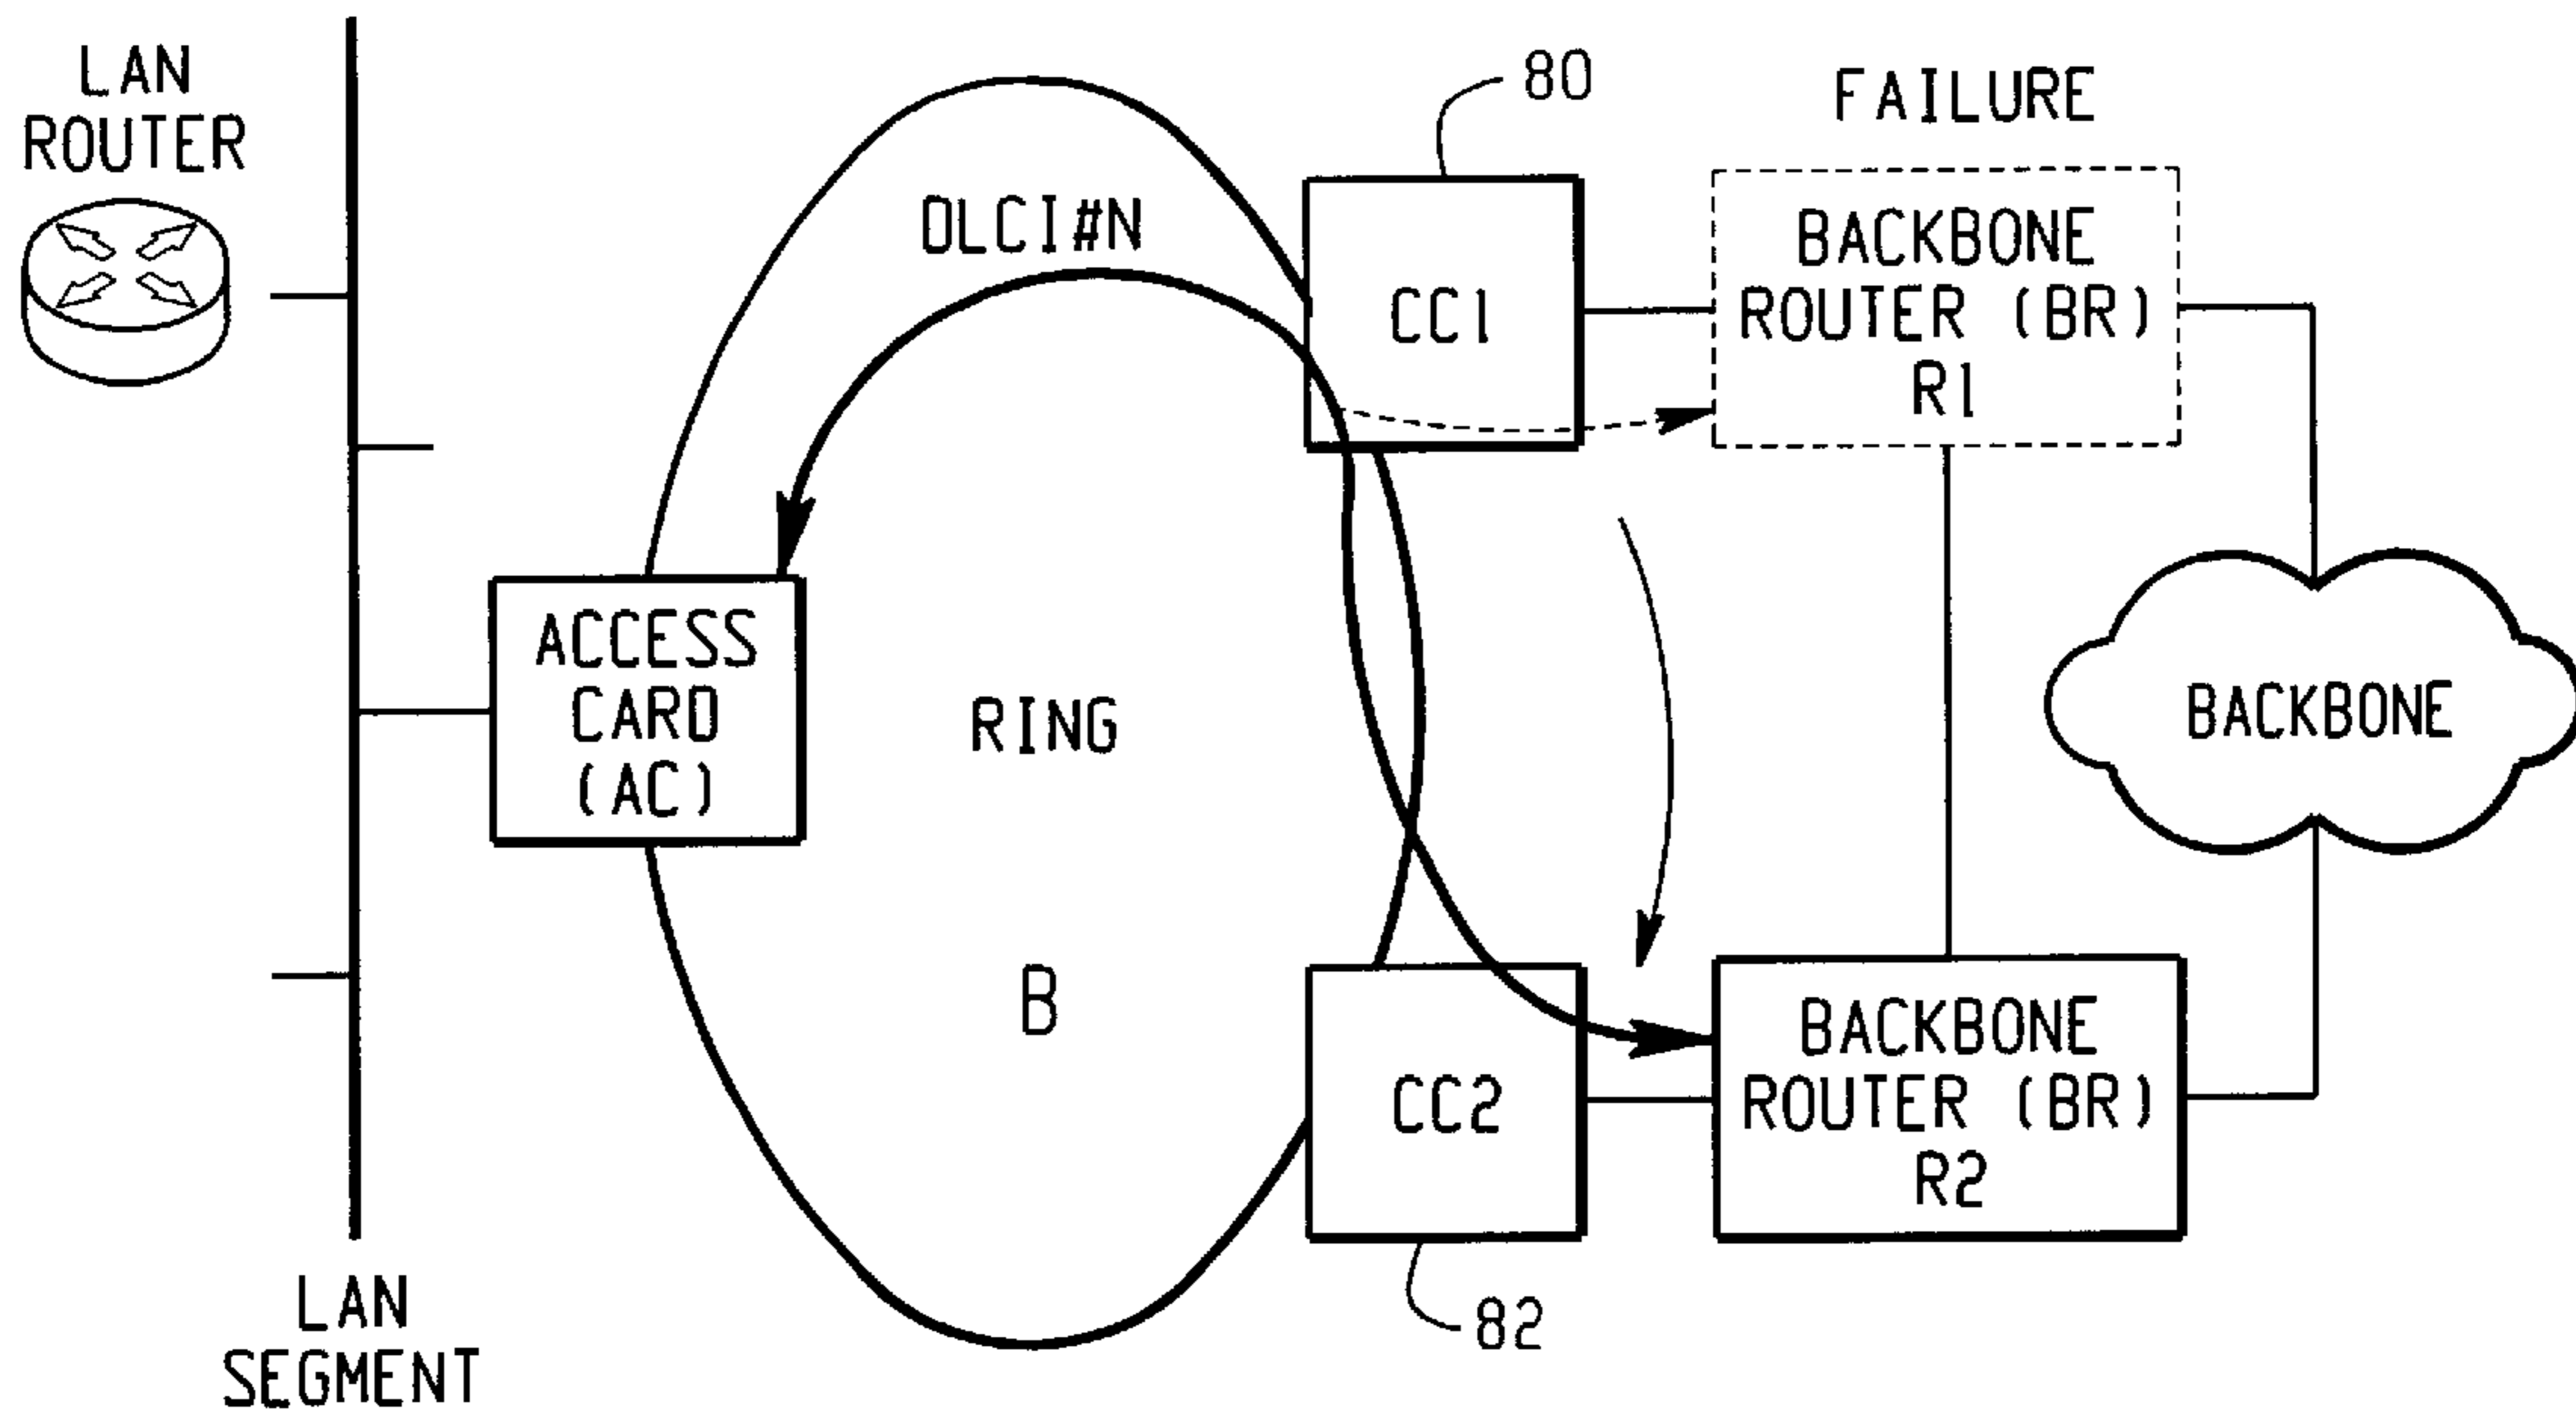 LAN
ROUTER
80
FAILURE
DLCI#N
CC1
BACKBONE
ROUTER (BR)
R1
ACCESS
CARD
(AC)
RING
BACKBONE
B
CC2
BACKBONE
ROUTER (BR)
R2
82
LAN
SEGMENT